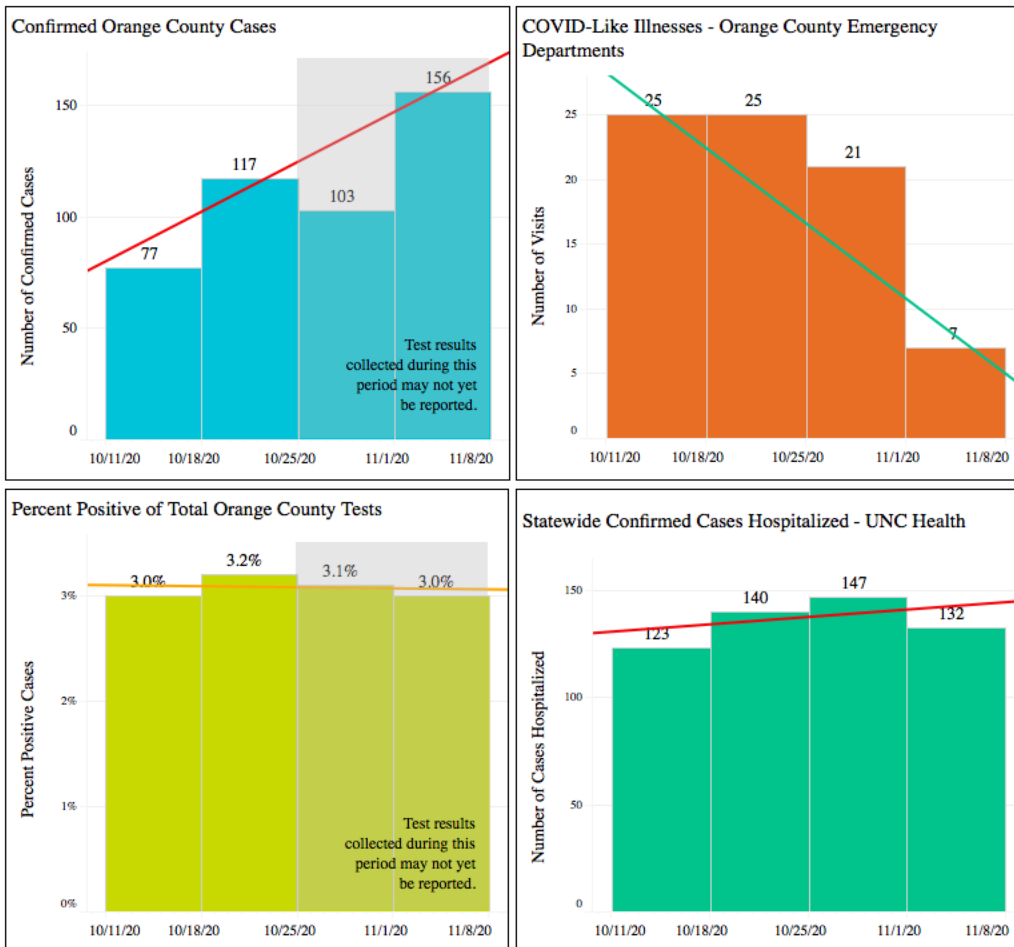 Confirmed Orange County Cases
Number of Confirmed Cases
150
100
50
0
77
117
103
156
Test results
collected during this
period may not yet
be reported.
10/11/20 10/18/20 10/25/20 11/1/20 11/8/20
COVID-Like Illnesses - Orange County Emergency
Departments
Number of Visits
25
20
15
10
5
0
25
25
21
7
10/11/20 10/18/20 10/25/20 11/1/20 11/8/20
Percent Positive of Total Orange County Tests
Percent Positive Cases
3%
2%
1%
0%
3.0%
3.2%
3.1%
3.0%
Test results
collected during this
period may not yet
be reported.
10/11/20 10/18/20 10/25/20 11/1/20 11/8/20
Statewide Confirmed Cases Hospitalized - UNC Health
Number of Cases Hospitalized
150
100
50
0
123
140
147
132
10/11/20 10/18/20 10/25/20 11/1/20 11/8/20